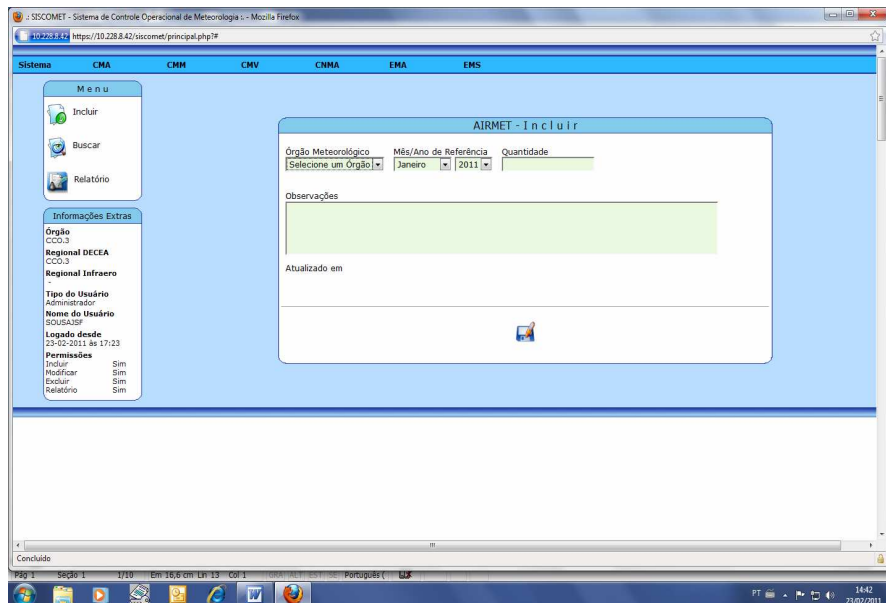 .: SISCOMET - Sistema de Controle Operacional de Meteorologia :. - Mozilla Firefox
10.228.8.42 https://10.228.8.42/siscomet/principal.php?#
Sistema CMA CMM CMV CNMA EMA EMS
Menu
Incluir
Buscar
Relatório
Informações Extras
Órgão
CCO.3
Regional DECEA
CCO.3
Regional Infraero
-
Tipo do Usuário
Administrador
Nome do Usuário
SOUSAJSF
Logado desde
23-02-2011 às 17:23
Permissões
Incluir Sim
Modificar Sim
Excluir Sim
Relatório Sim
AIRMET - Incluir
Órgão Meteorológico Mês/Ano de Referência Quantidade
Selecione um Órgão Janeiro 2011
Observações
Atualizado em
Concluído
Pág 1 Seção 1 1/10 Em 16,6 cm Lin 13 Col 1 GRA ALT EST SE Português (
PT 14:42
23/02/2011